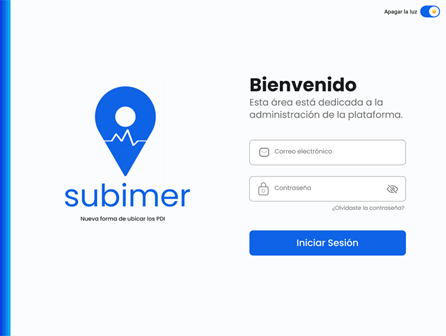 Apagar la luz
Bienvenido
Esta área está dedicada a la
administración de la plataforma.
Correo electrónico
Contraseña
¿Olvidaste la contraseña?
Iniciar Sesión
subimer
Nueva forma de ubicar los PDI